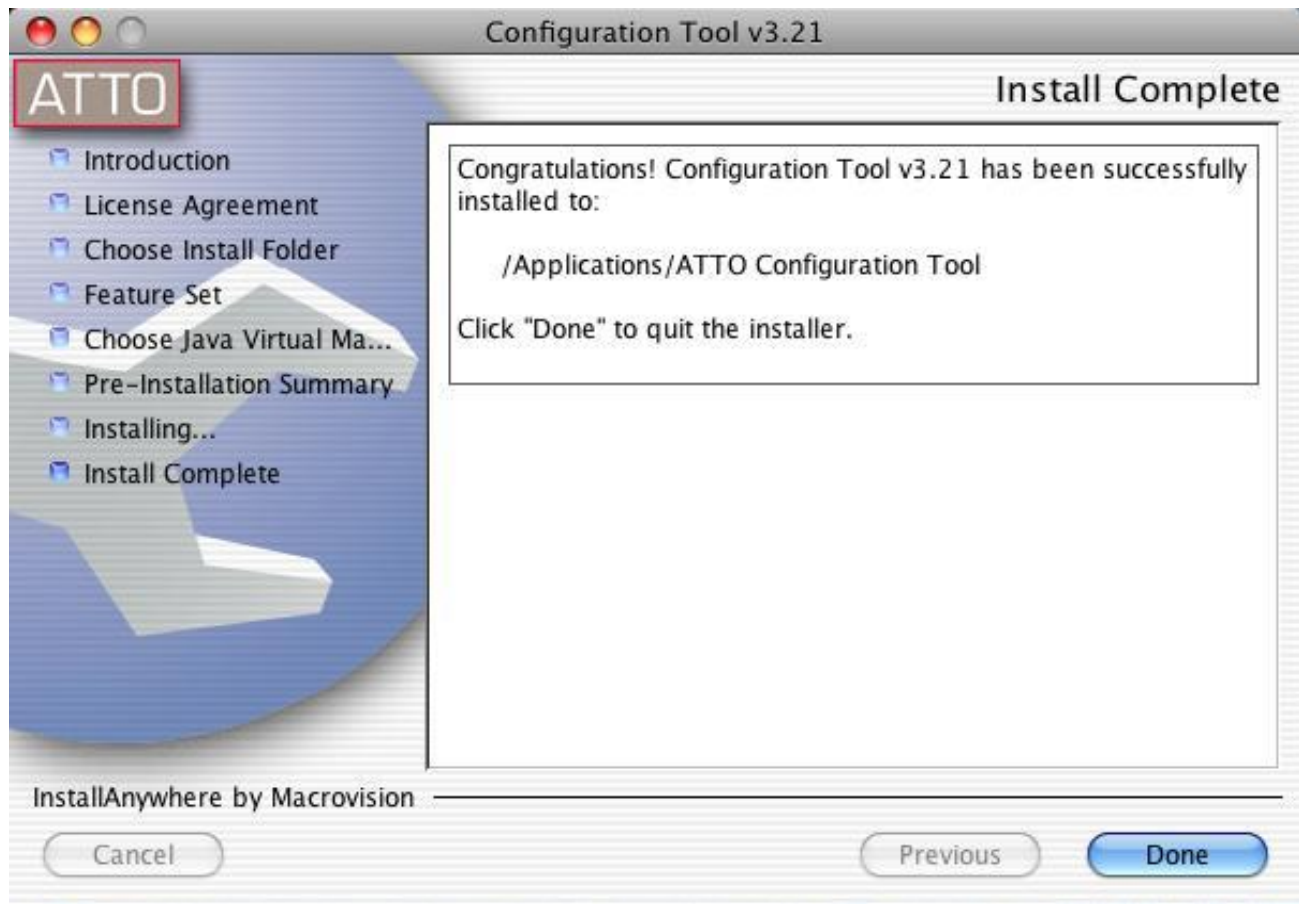 Configuration Tool v3.21
ATTO
Install Complete
Introduction
License Agreement
Choose Install Folder
Feature Set
Choose Java Virtual Ma...
Pre-Installation Summary
Installing...
Install Complete
Congratulations! Configuration Tool v3.21 has been successfully
installed to:
/Applications/ATTO Configuration Tool
Click "Done" to quit the installer.
InstallAnywhere by Macrovision
Cancel
Previous
Done